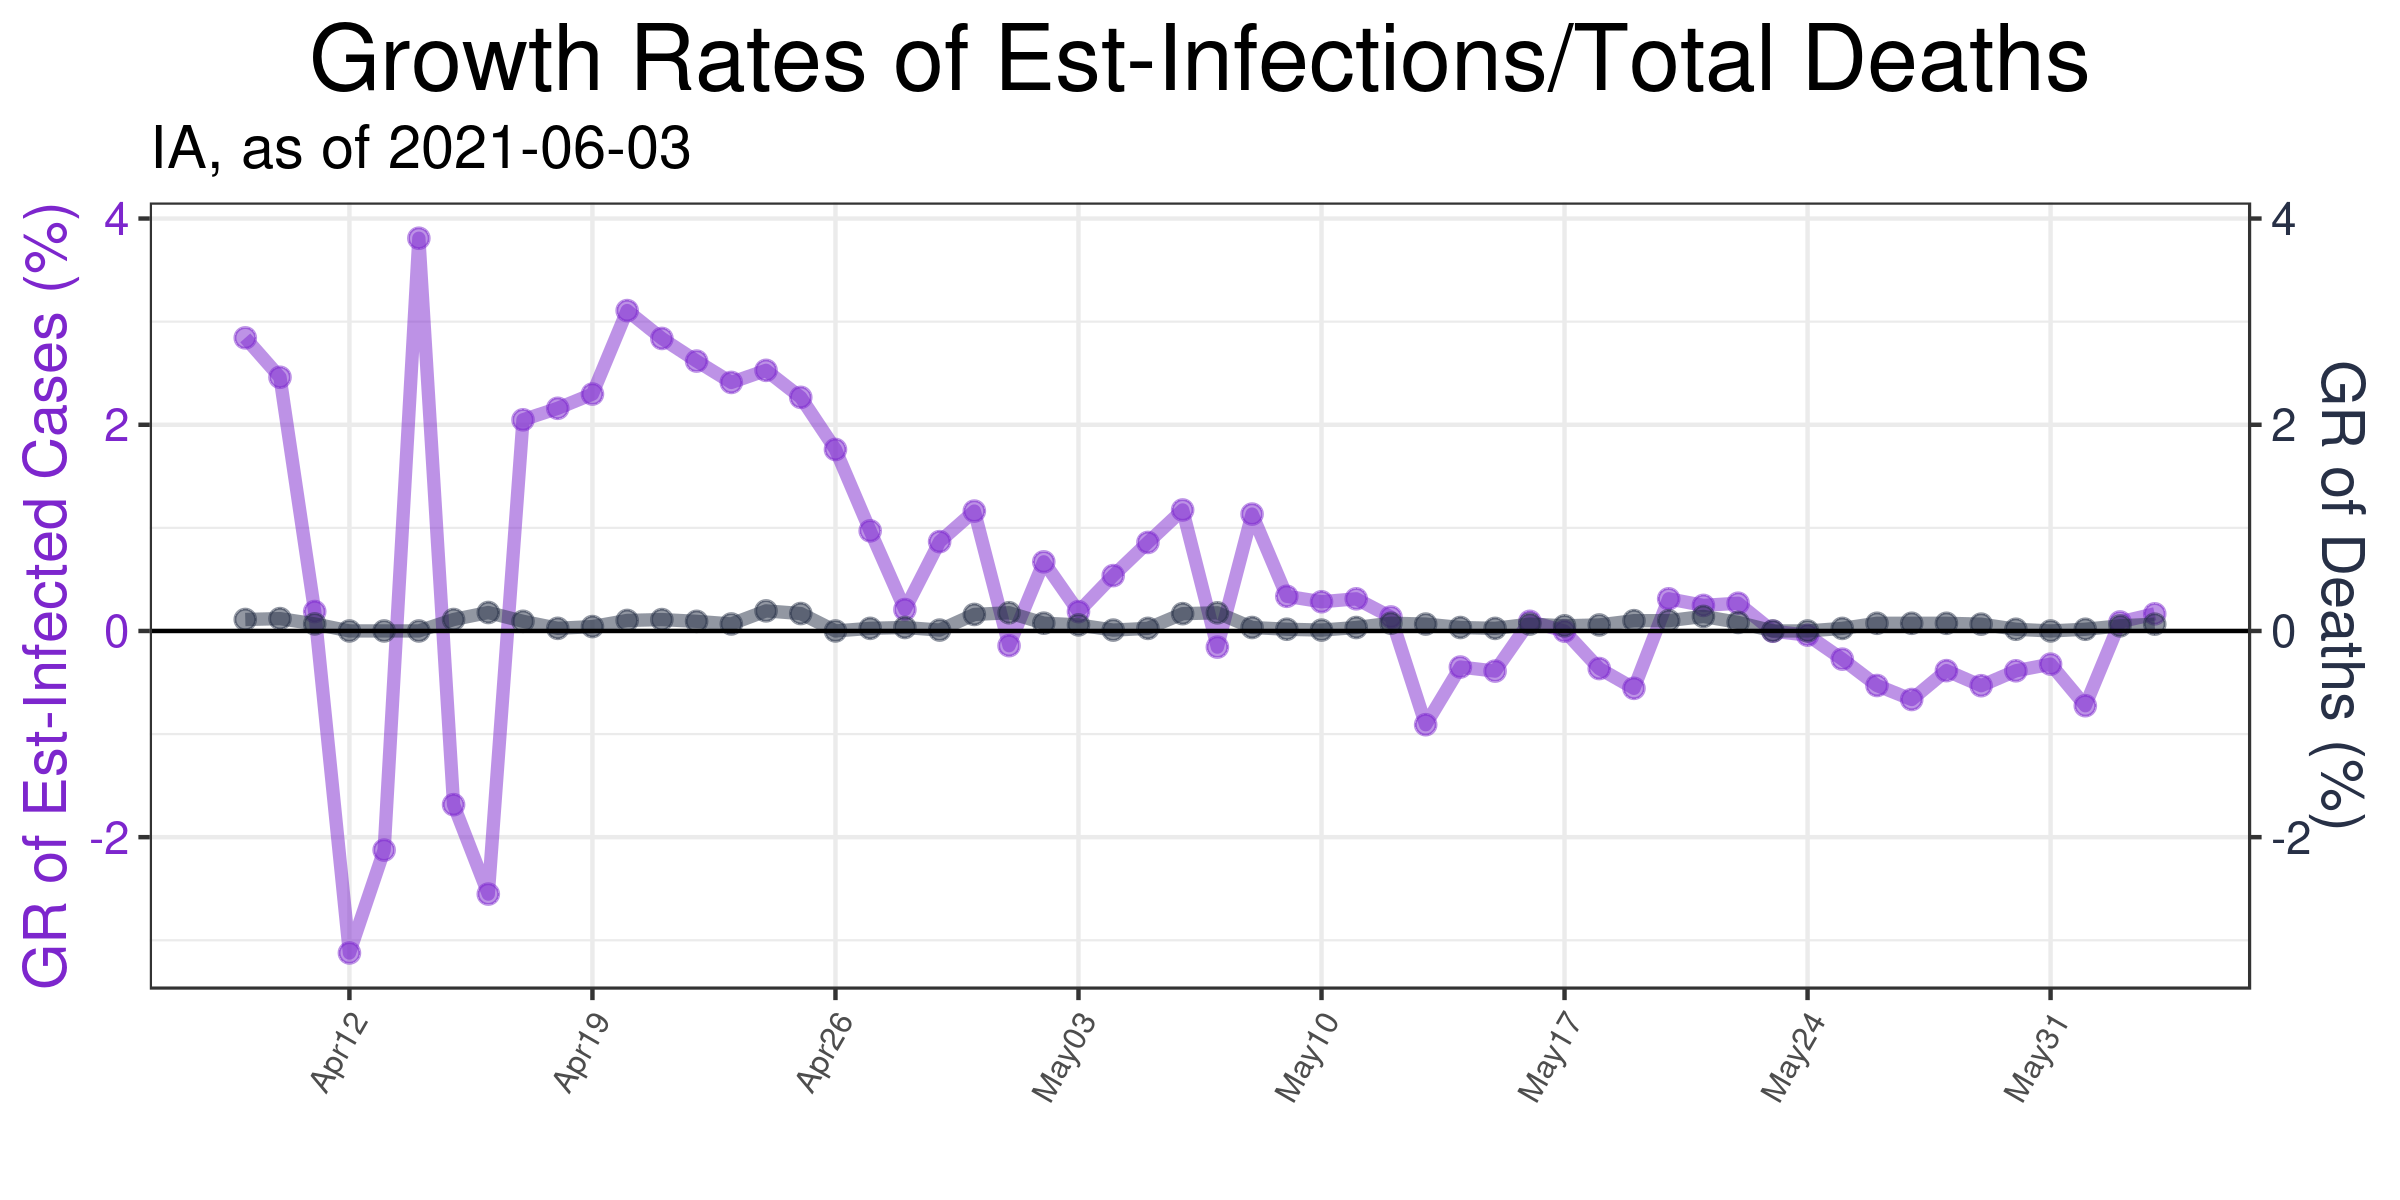 Growth Rates of Est-Infections/Total Deaths
IA, as of 2021-06-03
GR of Est-Infected Cases (%)
4
2
0
-2
4
2
0
-2
GR of Deaths (%)
Apr12
Apr19
Apr26
May03
May10
May17
May24
May31